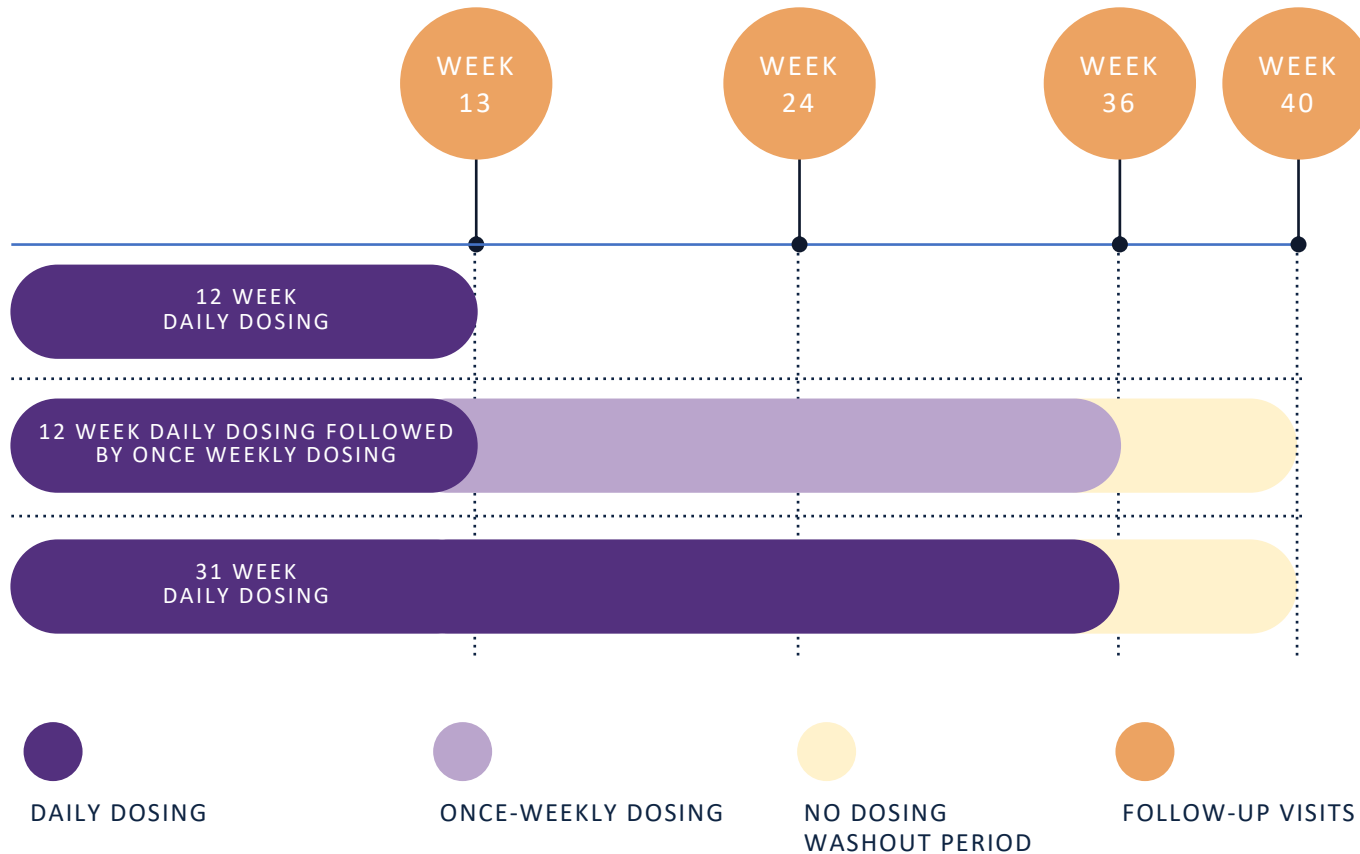 WEEK
13
WEEK
24
WEEK
36
WEEK
40
12 WEEK
DAILY DOSING
12 WEEK DAILY DOSING FOLLOWED
BY ONCE WEEKLY DOSING
31 WEEK
DAILY DOSING
DAILY DOSING
ONCE-WEEKLY DOSING
NO DOSING
WASHOUT PERIOD
FOLLOW-UP VISITS